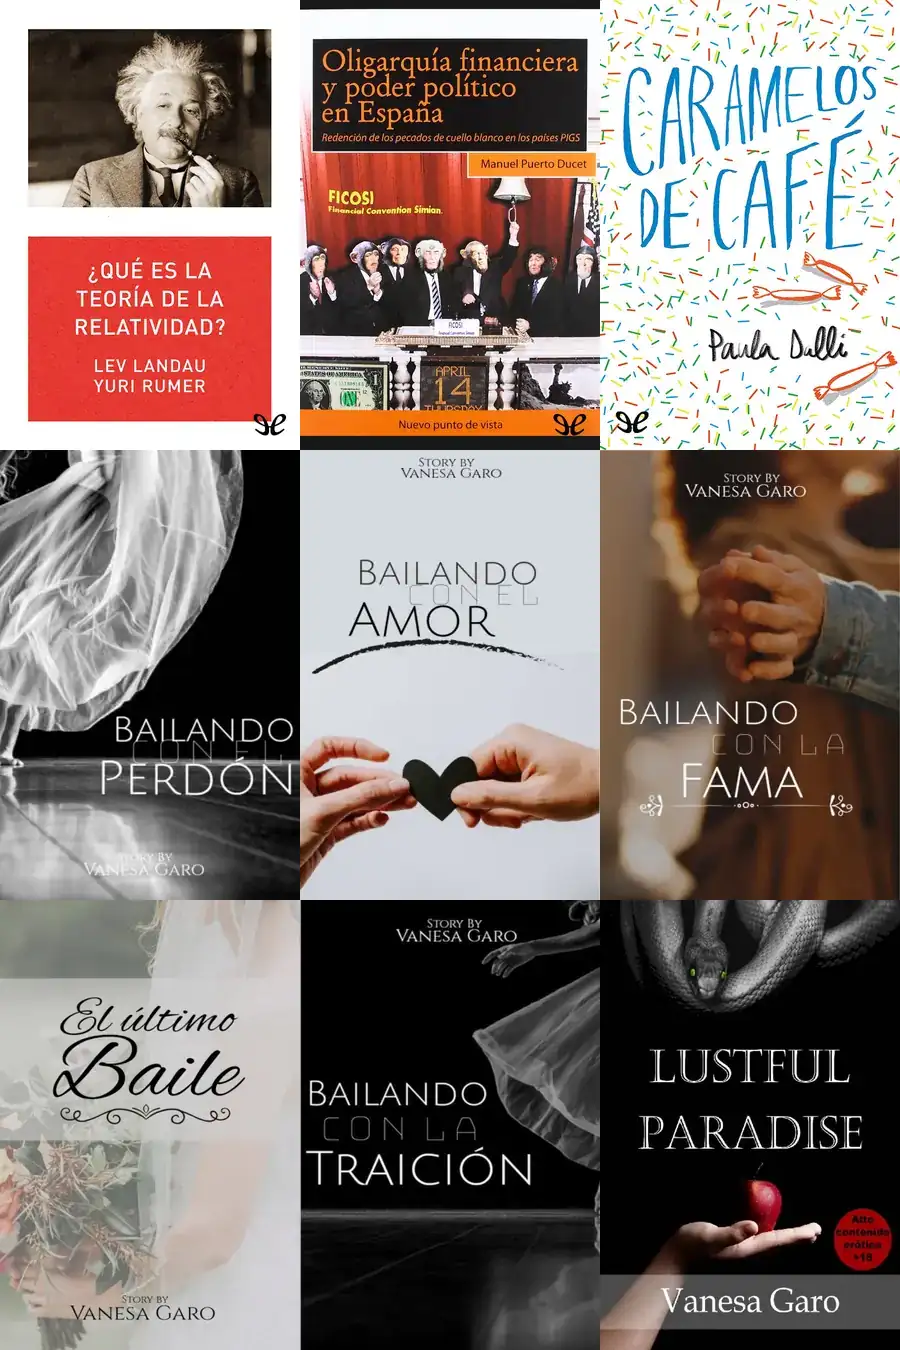 ¿QUÉ ES LA
TEORÍA DE LA
RELATIVIDAD?
LEV LANDAU
YURI RUMER
Oligarquía financiera
y poder político
en España
Redención de los pecados de cuello blanco en los países PIGS
Manuel Puerto Ducet
FICOSI
Financial Convention Simian.
FICOSI
APRIL
14
THURSDAY
Nuevo punto de vista
CARAMELOS
DE CAFÉ
Paula Dalli
BAILANDO
CON EL
PERDÓN
STORY BY
VANESA GARO
STORY BY
VANESA GARO
BAILANDO
CON EL
AMOR
STORY BY
VANESA GARO
BAILANDO
CON LA
FAMA
El último
Baile
STORY BY
VANESA GARO
STORY BY
VANESA GARO
BAILANDO
CON LA
TRAICIÓN
LUSTFUL
PARADISE
Alto
contenido
erótico
+18
Vanesa Garo